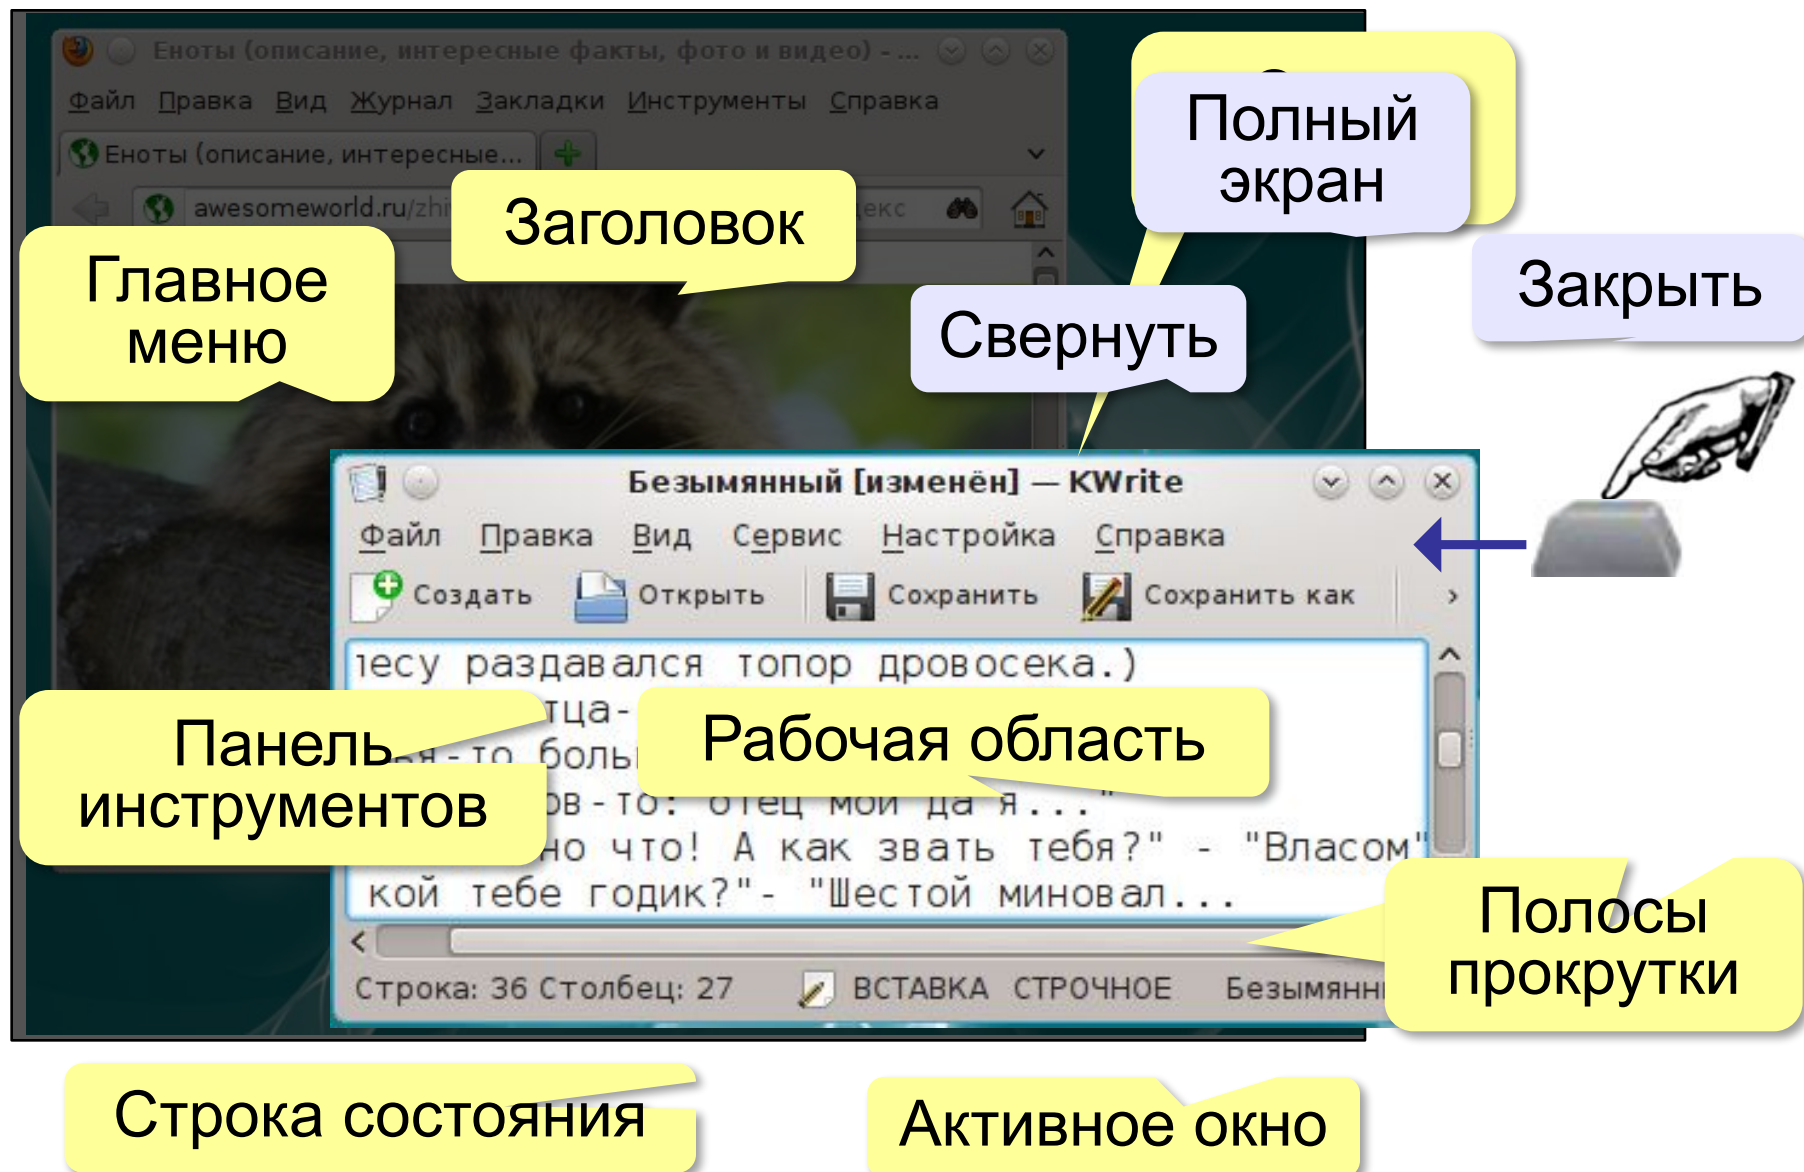 Еноты (описание, интересные факты, фото и видео) - ...
Файл Правка Вид Журнал Закладки Инструменты Справка
Еноты (описание, интересные...
awesomeworld.ru/zhi
Полный
экран
Заголовок
Главное
меню
Закрыть
Свернуть
Безымянный [изменён] — KWrite
Файл Правка Вид Сервис Настройка Справка
Создать Открыть Сохранить Сохранить как
раздавался топор дровосека.)
Рабочая область
Панель
инструментов
отец мой да я..."
но что! А как звать тебя?" - "Власом"
кой тебе годик?"- "Шестой миновал...
Полосы
прокрутки
Строка: 36 Столбец: 27 ВСТАВКА СТРОЧНОЕ
Строка состояния
Активное окно